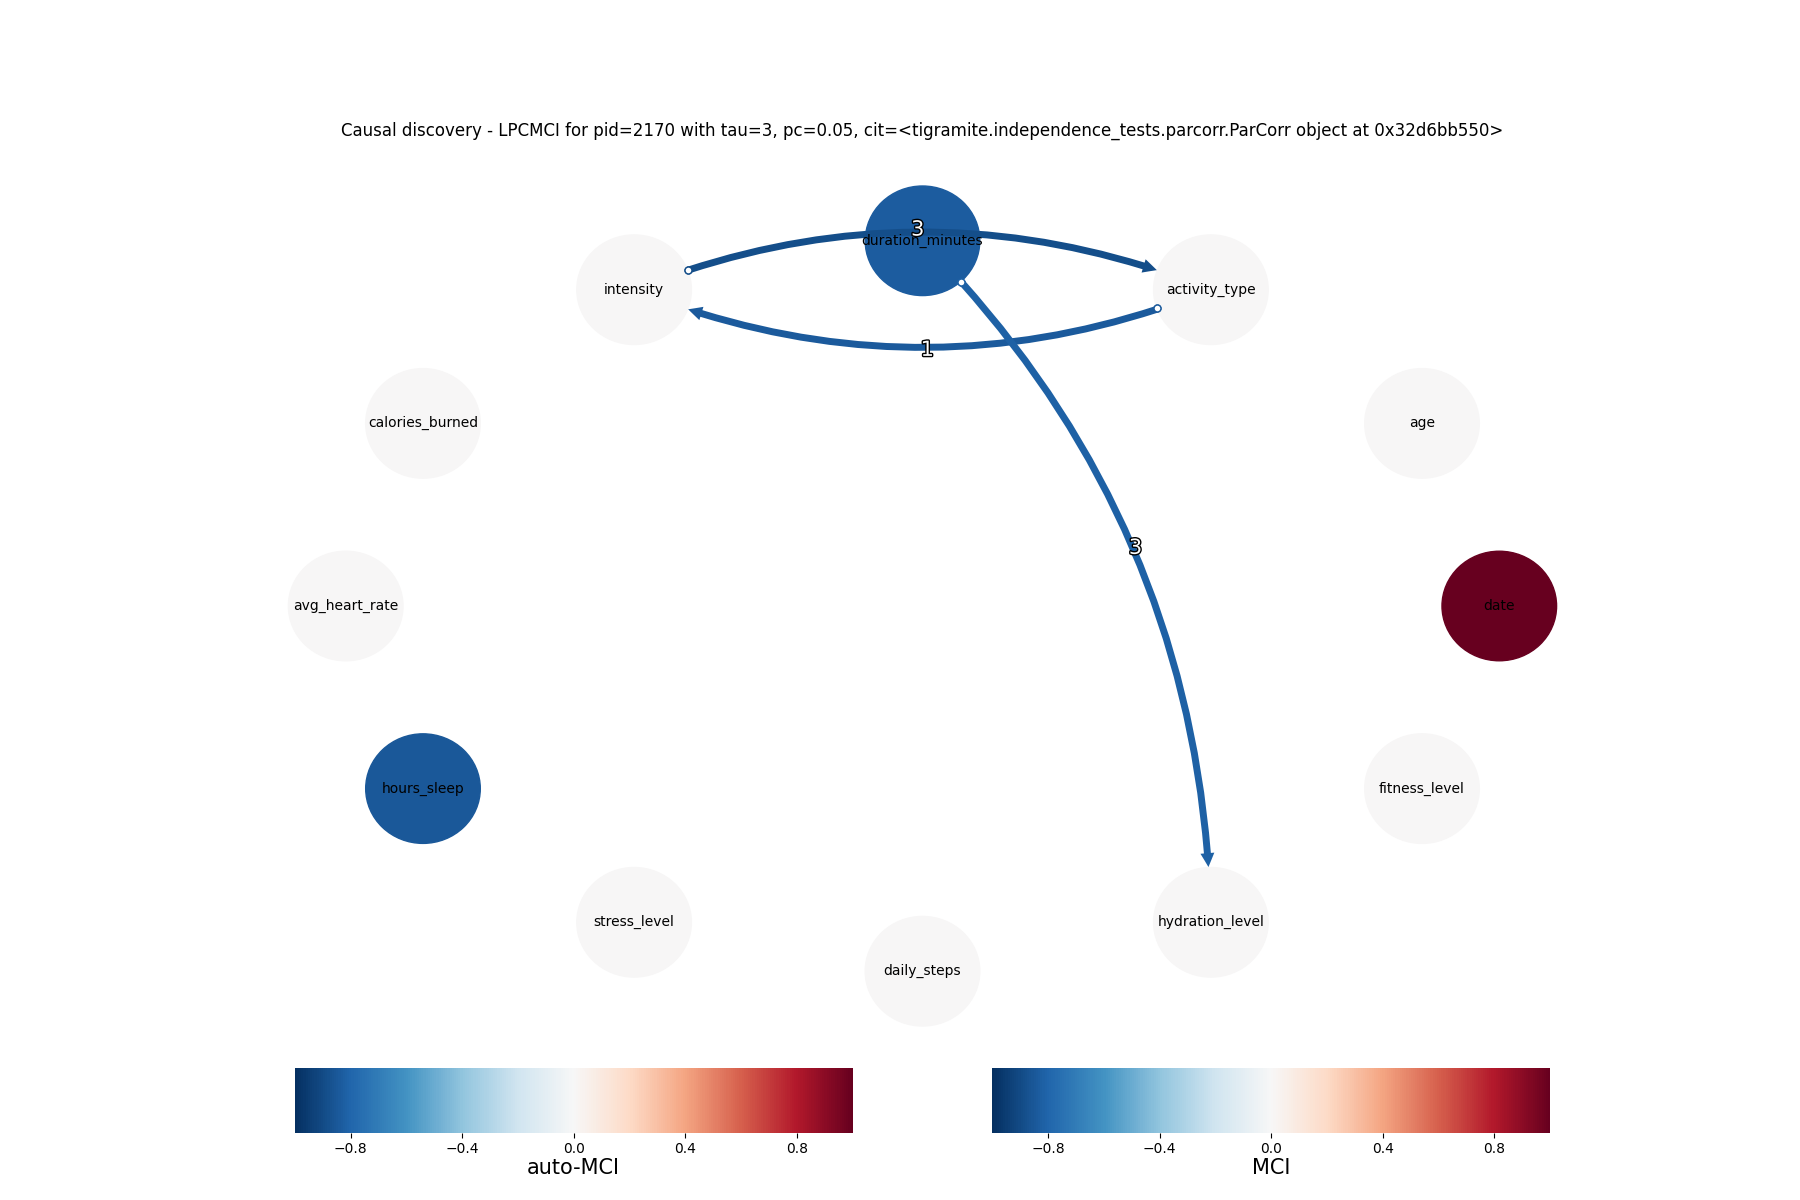 Causal discovery - LPCMCI for pid=2170 with tau=3, pc=0.05, cit=<tigramite.independence_tests.parcorr.ParCorr object at 0x32d6bb550>
3
duration_minutes
intensity
activity_type
1
calories_burned
age
3
avg_heart_rate
date
hours_sleep
fitness_level
stress_level
hydration_level
daily_steps
−0.8 −0.4 0.0 0.4 0.8
auto-MCI
−0.8 −0.4 0.0 0.4 0.8
MCI